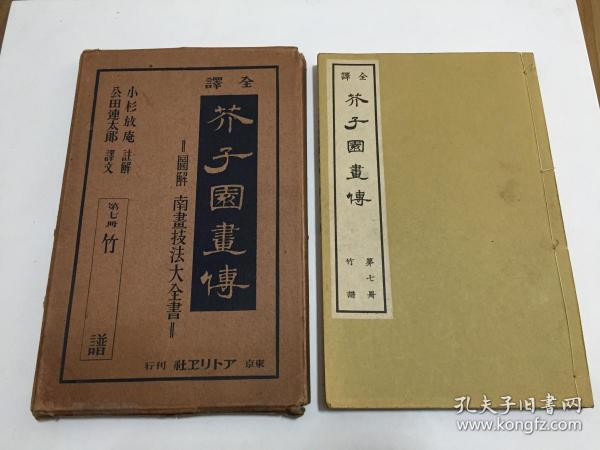 全譯
芥子園畫傳
=圖解 南畫技法大全書=
小杉放庵 註解
公田連太郎 譯文
第七冊 竹譜
東京 アトリヱ社 刊行
全譯
芥子園畫傳
第七冊
竹譜
孔夫子旧书网
www.kongfz.com